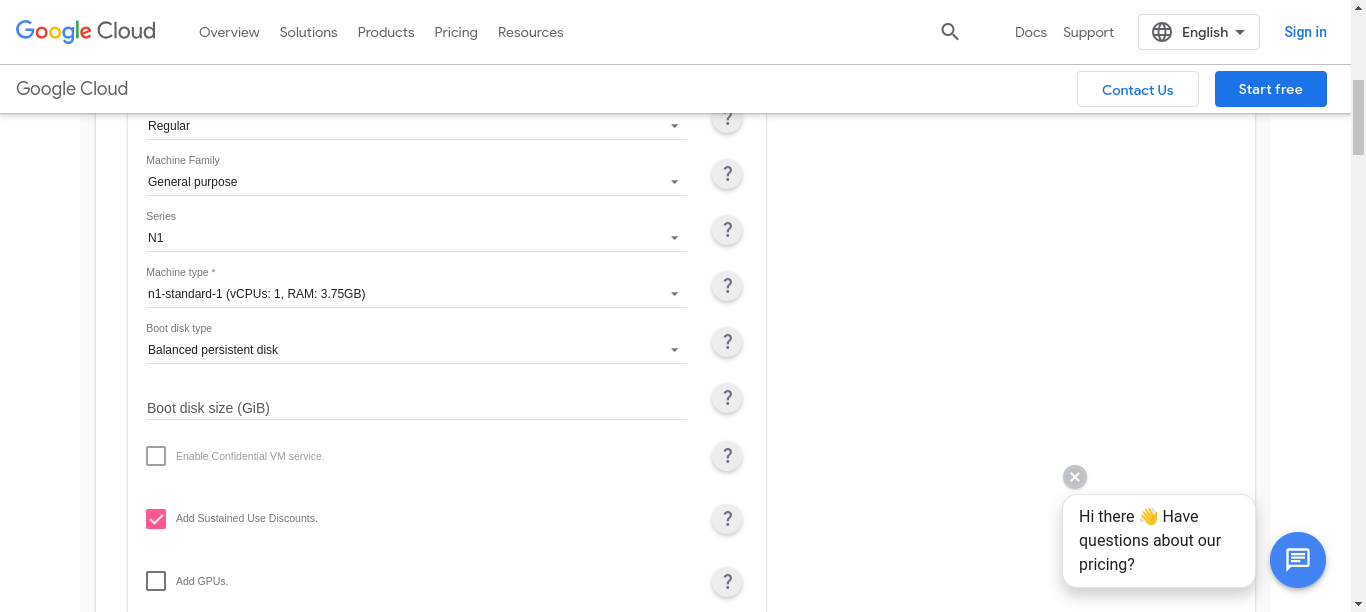 Google Cloud
Overview Solutions Products Pricing Resources
Docs Support English Sign in
Google Cloud
Contact Us Start free
Regular
?
Machine Family
General purpose
?
Series
N1
?
Machine type *
n1-standard-1 (vCPUs: 1, RAM: 3.75GB)
?
Boot disk type
Balanced persistent disk
?
Boot disk size (GiB)
?
Enable Confidential VM service.
?
Add Sustained Use Discounts.
?
Add GPUs.
?
Hi there 👋 Have
questions about our
pricing?